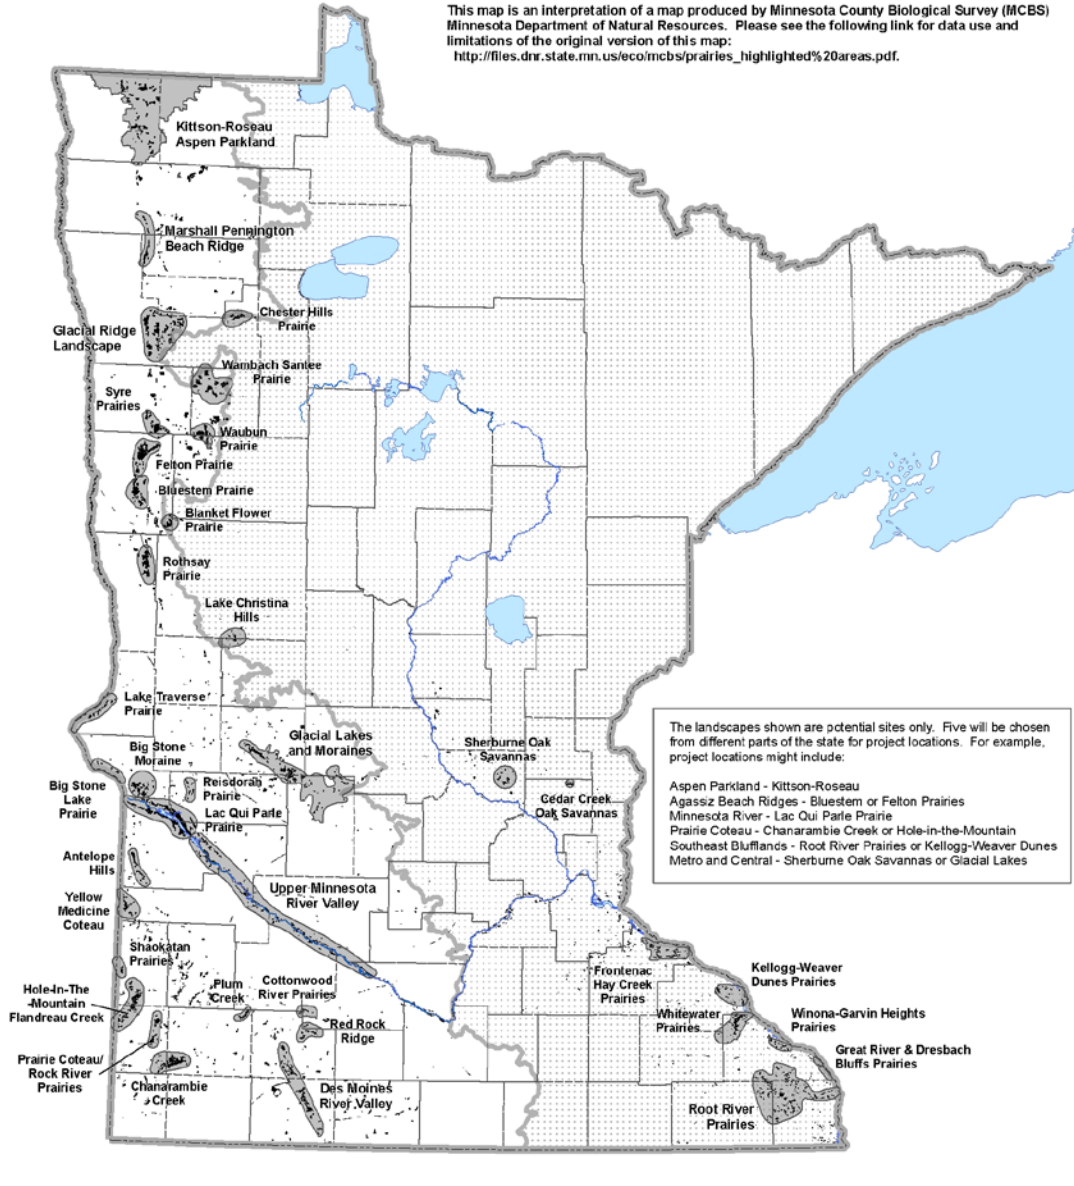 This map is an interpretation of a map produced by Minnesota County Biological Survey (MCBS)
Minnesota Department of Natural Resources. Please see the following link for data use and
limitations of the original version of this map:
http://files.dnr.state.mn.us/eco/mcbs/prairies_highlighted%20areas.pdf.
Kittson-Roseau
Aspen Parkland
Marshall Pennington
Beach Ridge
Chester Hills
Prairie
Glacial Ridge
Landscape
Wambach Santee
Prairie
Syre
Prairies
Waubun
Prairie
Felton Prairie
Bluestem Prairie
Blanket Flower
Prairie
Rothsay
Prairie
Lake Christina
Hills
Lake Traverse
Prairie
Glacial Lakes
and Moraines
Big Stone
Moraine
Sherburne Oak
Savannas
Big Stone
Lake
Prairie
Reisdorah
Prairie
Lac Qui Parle
Prairie
Cedar Creek
Oak Savannas
Antelope
Hills
Yellow
Medicine
Coteau
Upper Minnesota
River Valley
Shaokatan
Prairies
Hole-In-The
-Mountain
Flandreau Creek
Plum
Creek
Cottonwood
River Prairies
Red Rock
Ridge
Prairie Coteau/
Rock River
Prairies
Chanarambie
Creek
Des Moines
River Valley
Frontenac
Hay Creek
Prairies
Kellogg-Weaver
Dunes Prairies
Whitewater
Prairies
Winona-Garvin Heights
Prairies
Great River & Dresbach
Bluffs Prairies
Root River
Prairies
The landscapes shown are potential sites only. Five will be chosen
from different parts of the state for project locations. For example,
project locations might include:
Aspen Parkland - Kittson-Roseau
Agassiz Beach Ridges - Bluestem or Felton Prairies
Minnesota River - Lac Qui Parle Prairie
Prairie Coteau - Chanarambie Creek or Hole-in-the-Mountain
Southeast Blufflands - Root River Prairies or Kellogg-Weaver Dunes
Metro and Central - Sherburne Oak Savannas or Glacial Lakes